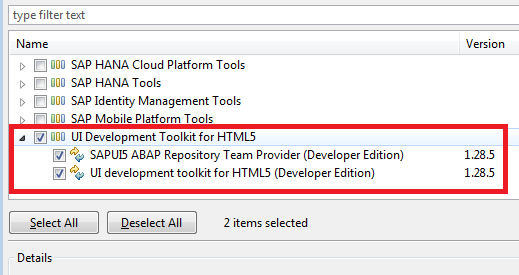 type filter text
Name Version
SAP HANA Cloud Platform Tools
SAP HANA Tools
SAP Identity Management Tools
SAP Mobile Platform Tools
UI Development Toolkit for HTML5
SAPUI5 ABAP Repository Team Provider (Developer Edition) 1.28.5
UI development toolkit for HTML5 (Developer Edition) 1.28.5
Select All Deselect All 2 items selected
Details